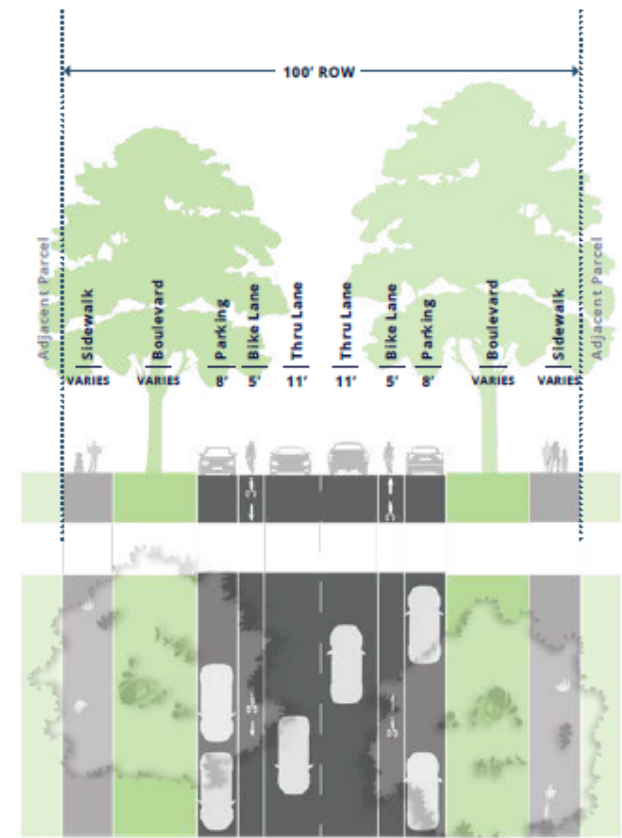 100' ROW
Adjacent Parcel
Sidewalk
Boulevard
Parking
Bike Lane
Thru Lane
Thru Lane
Bike Lane
Parking
Boulevard
Sidewalk
Adjacent Parcel
VARIES VARIES 8' 5' 11' 11' 5' 8' VARIES VARIES